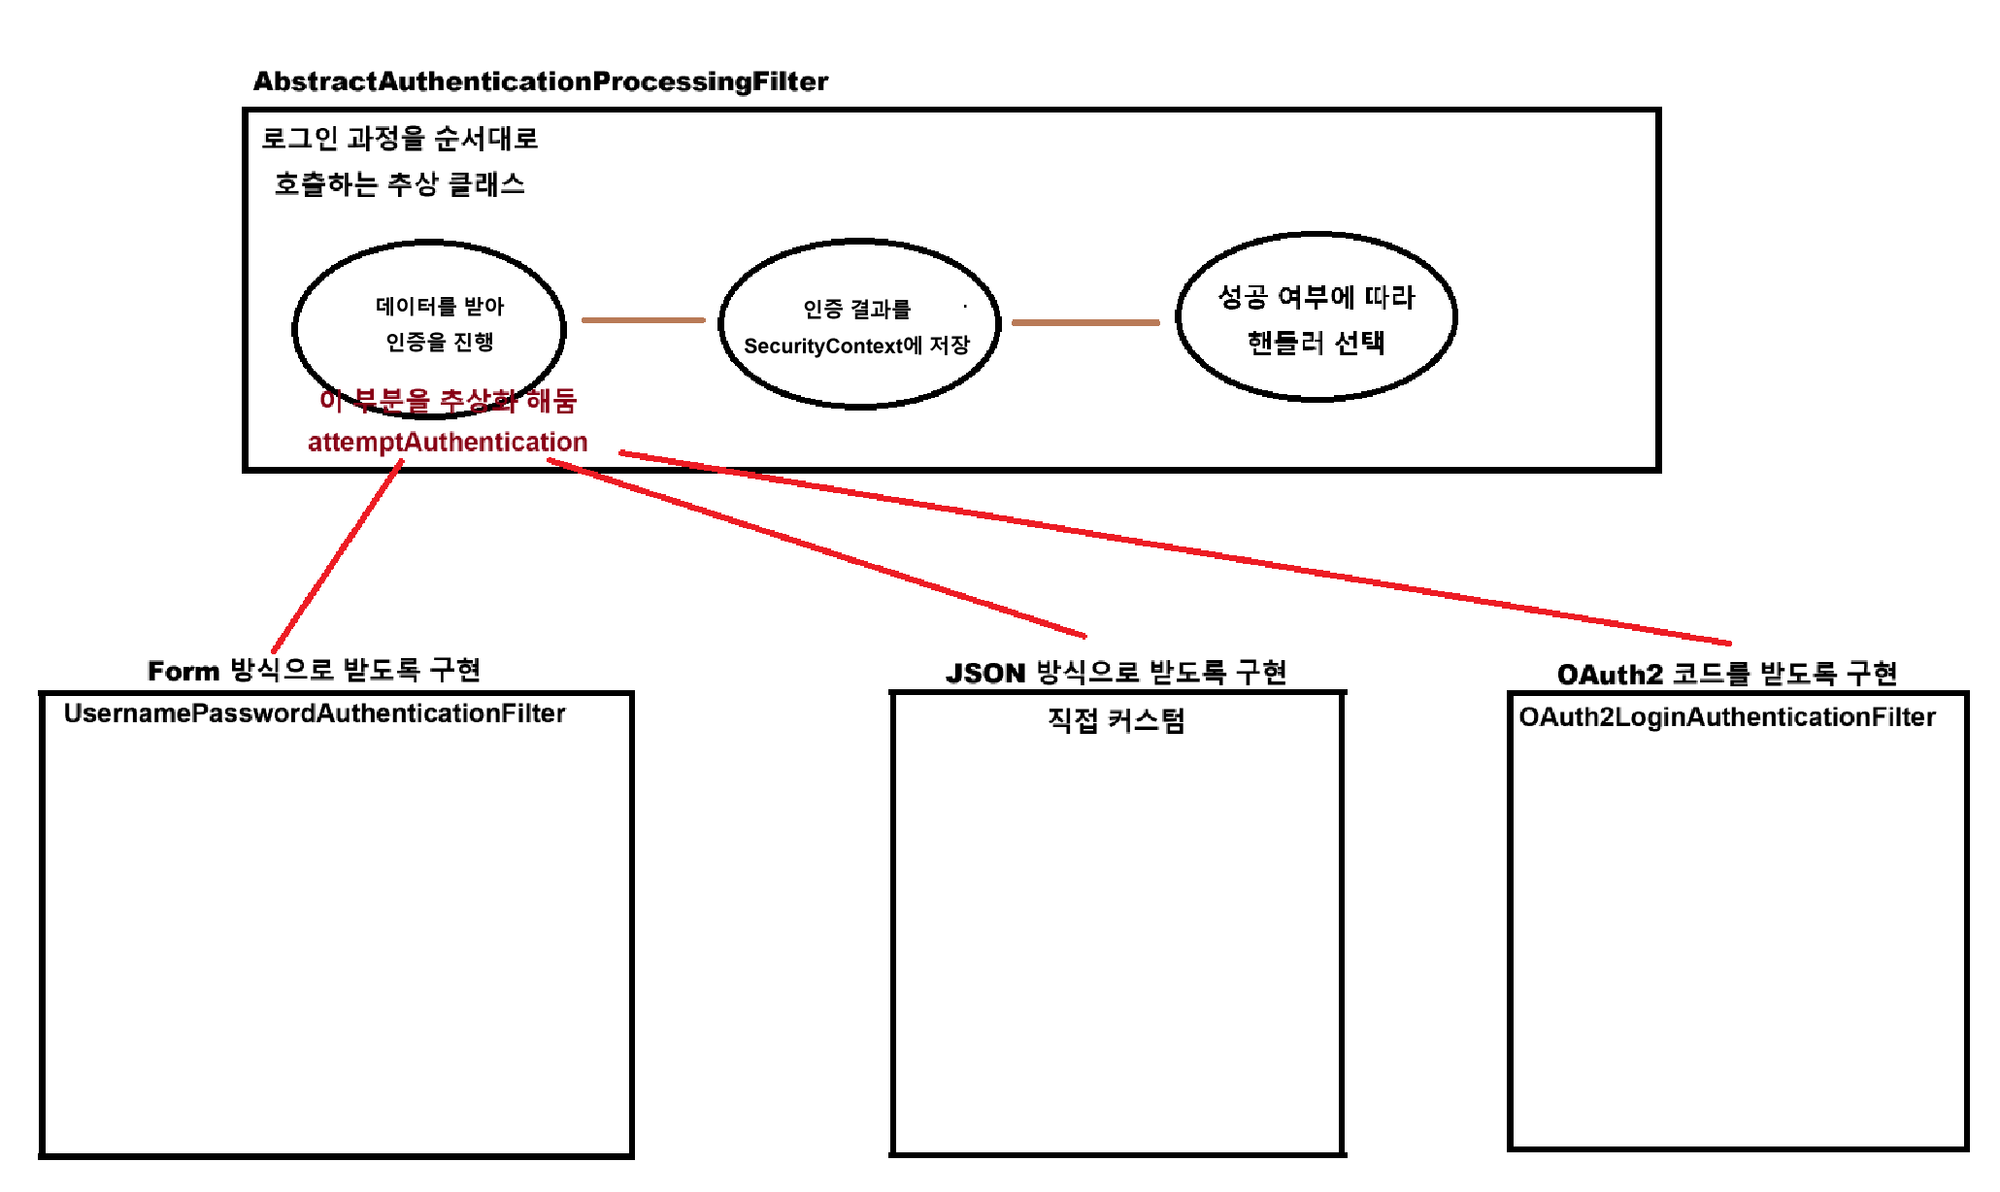 AbstractAuthenticationProcessingFilter
로그인 과정을 순서대로
호출하는 추상 클래스
데이터를 받아
인증을 진행
인증 결과를
SecurityContext에 저장
성공 여부에 따라
핸들러 선택
이 부분을 추상화 해둠
attemptAuthentication
Form 방식으로 받도록 구현
UsernamePasswordAuthenticationFilter
JSON 방식으로 받도록 구현
직접 커스텀
OAuth2 코드를 받도록 구현
OAuth2LoginAuthenticationFilter